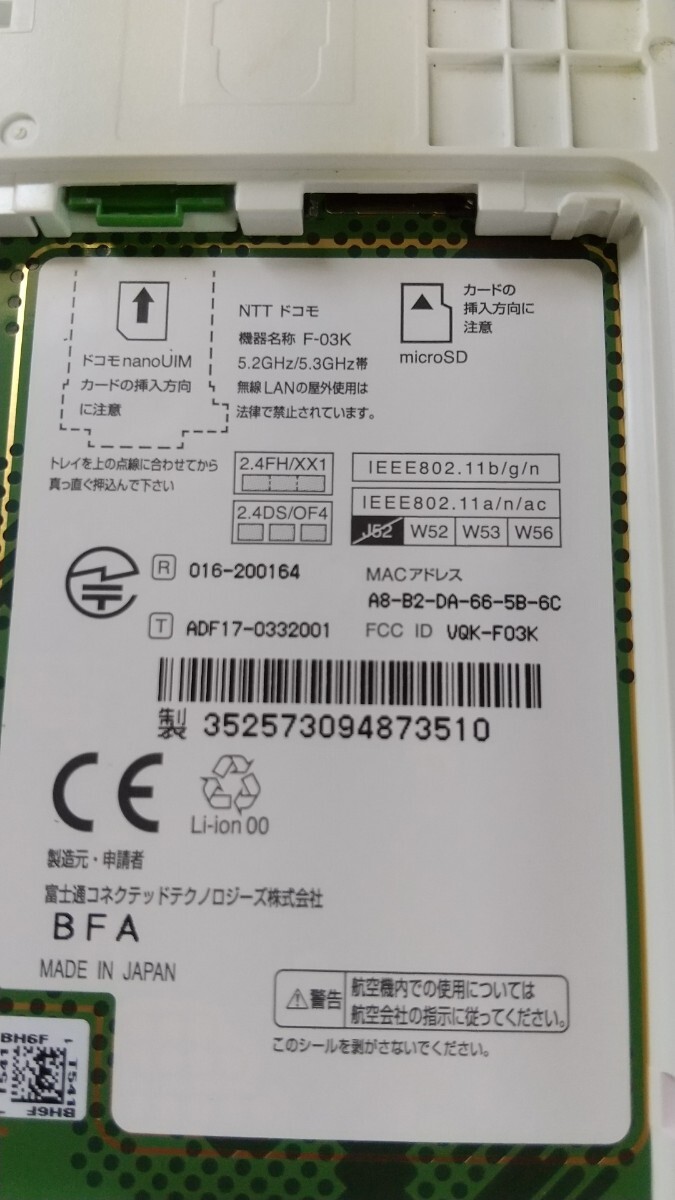 ドコモnanoUIM
カードの挿入方向
に注意
NTT ドコモ
機器名称 F-03K
5.2GHz/5.3GHz帯
無線LANの屋外使用は
法律で禁止されています。
カードの
挿入方向に
注意
microSD
トレイを上の点線に合わせてから
真っ直ぐ押込んで下さい
2.4FH/XX1
2.4DS/OF4
IEEE802.11b/g/n
IEEE802.11a/n/ac
J52 W52 W53 W56
R 016-200164
T ADF17-0332001
MACアドレス
A8-B2-DA-66-5B-6C
FCC ID VQK-F03K
製 352573094873510
CE
Li-ion 00
製造元・申請者
富士通コネクテッドテクノロジーズ株式会社
BFA
MADE IN JAPAN
警告
航空機内での使用については
航空会社の指示に従ってください。
このシールを剥がさないでください。
BH6F
T541
BH6F